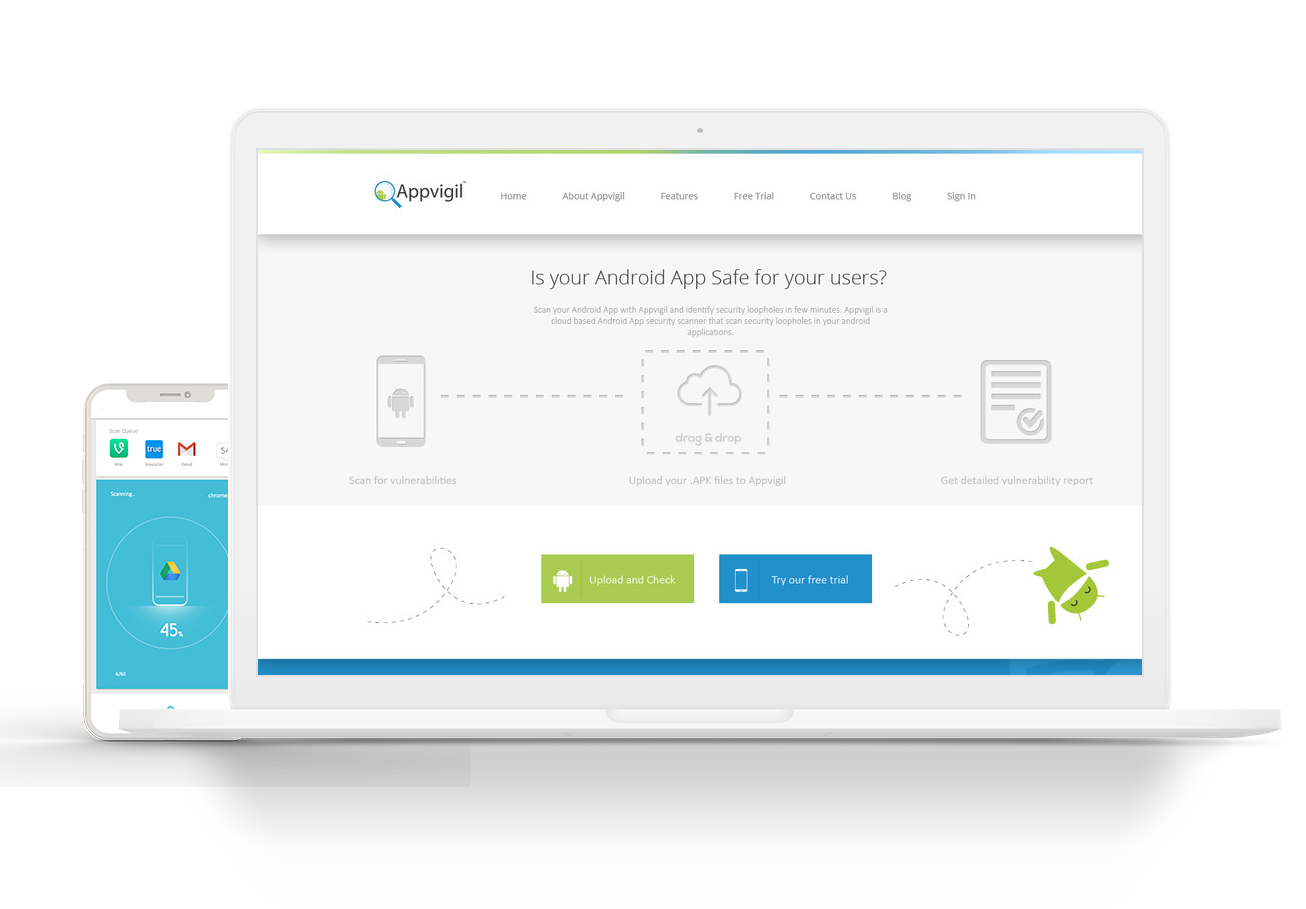 Appvigil™
Home
About Appvigil
Features
Free Trial
Contact Us
Blog
Sign In
Is your Android App Safe for your users?
Scan your Android App with Appvigil and identify security loopholes in few minutes. Appvigil is a
cloud based Android App security scanner that scan security loopholes in your android
applications.
drag & drop
Scan for vulnerabilities
Upload your .APK files to Appvigil
Get detailed vulnerability report
Upload and Check
Try our free trial
Scan Queue
true
Vine
truecaller
Gmail
Scanning..
chrome
45%
6/60